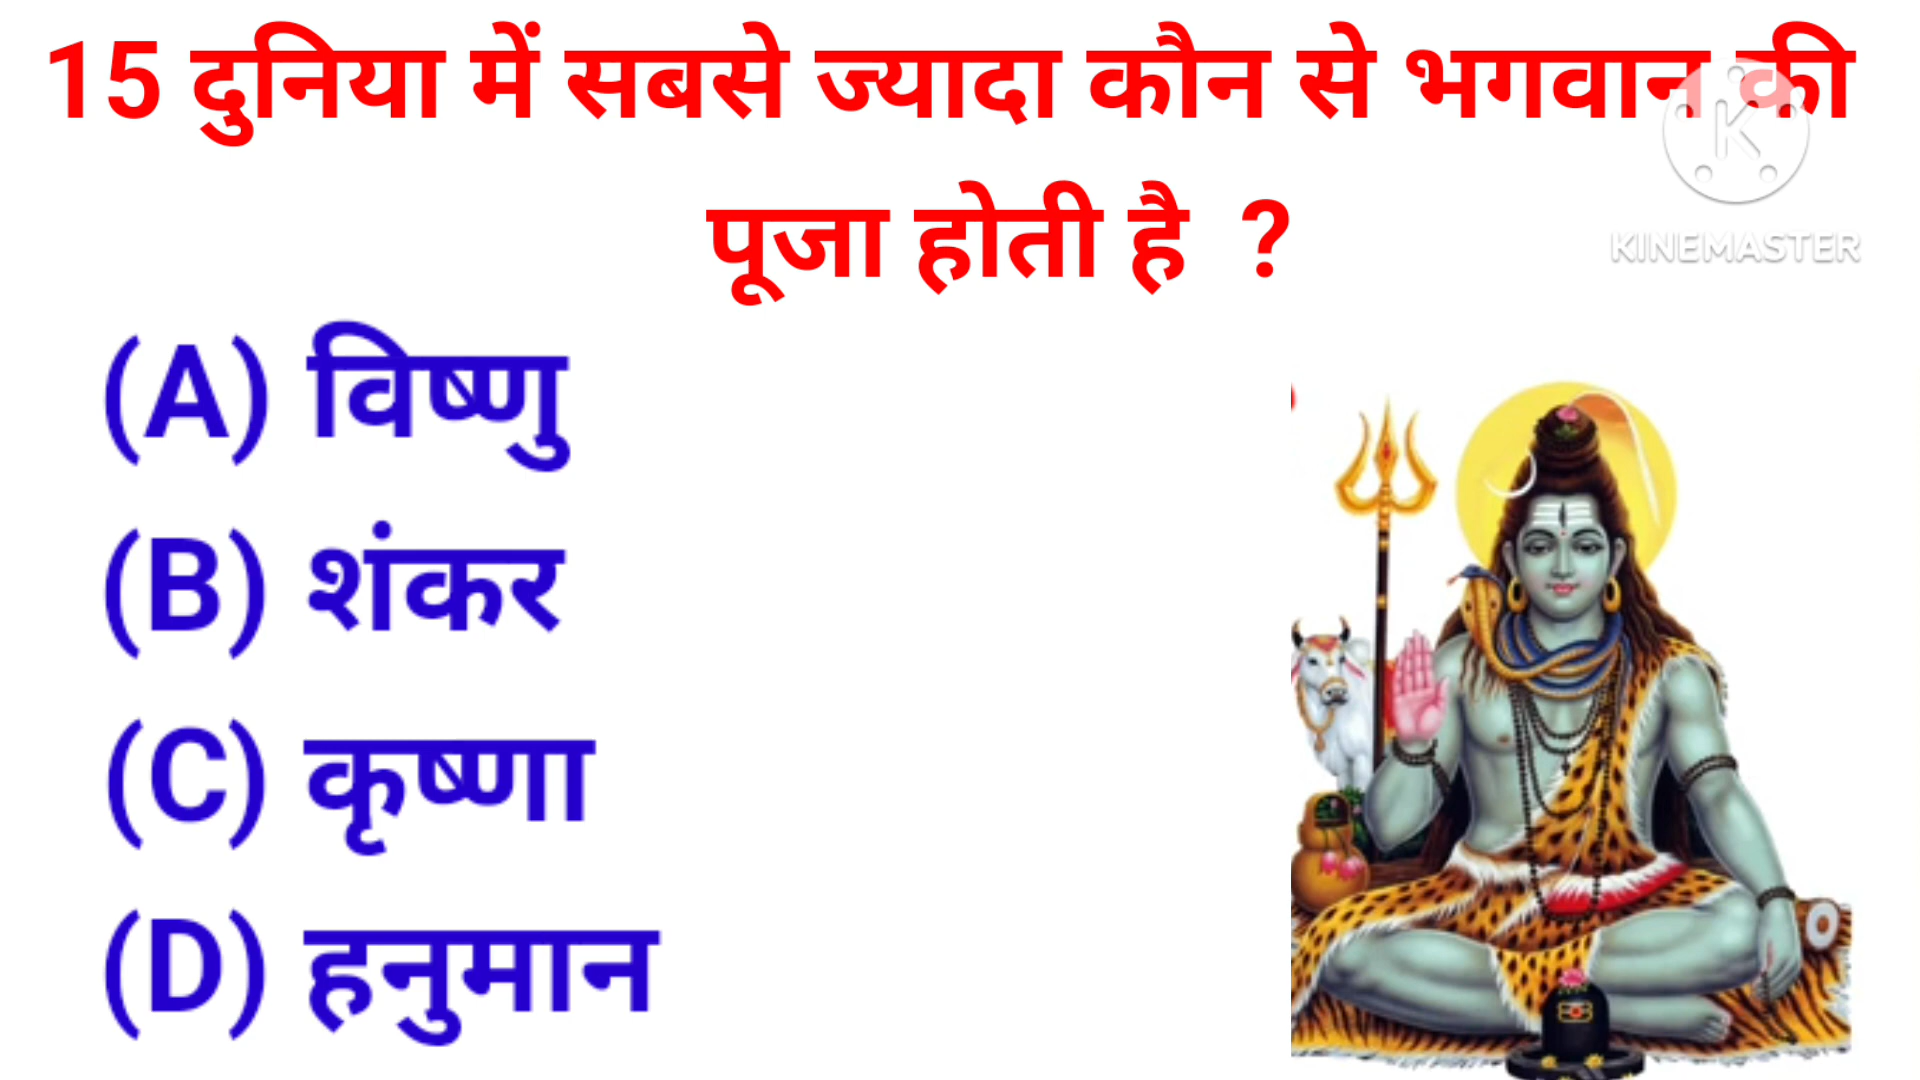 15 दुनिया में सबसे ज्यादा कौन से भगवान की
पूजा होती है ?
KINEMASTER
(A) विष्णु
(B) शंकर
(C) कृष्णा
(D) हनुमान